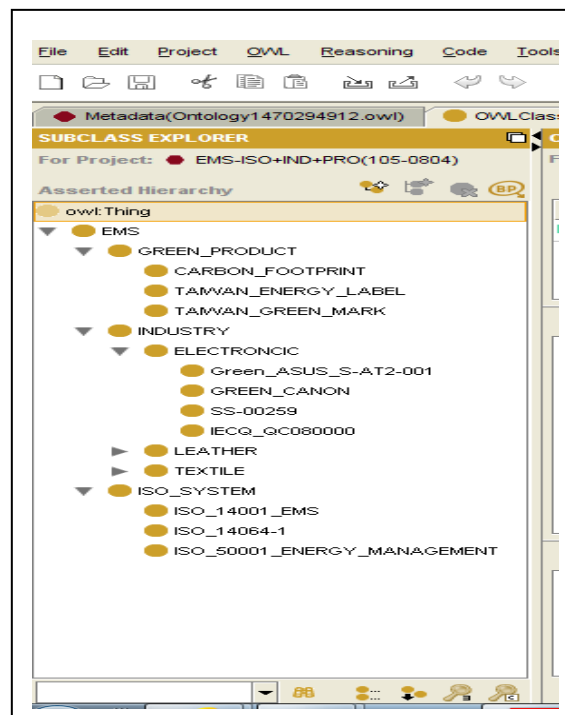 File Edit Project OWL Reasoning Code Tools
Metadata(Ontology1470294912.owl) OWLClas
SUBCLASS EXPLORER
For Project: EMS-ISO+IND+PRO(105-0804)
Asserted Hierarchy BP
owl:Thing
EMS
GREEN_PRODUCT
CARBON_FOOTPRINT
TAIWAN_ENERGY_LABEL
TAIWAN_GREEN_MARK
INDUSTRY
ELECTRONCIC
Green_ASUS_S-AT2-001
GREEN_CANON
SS-00259
IECQ_QC080000
LEATHER
TEXTILE
ISO_SYSTEM
ISO_14001_EMS
ISO_14064-1
ISO_50001_ENERGY_MANAGEMENT